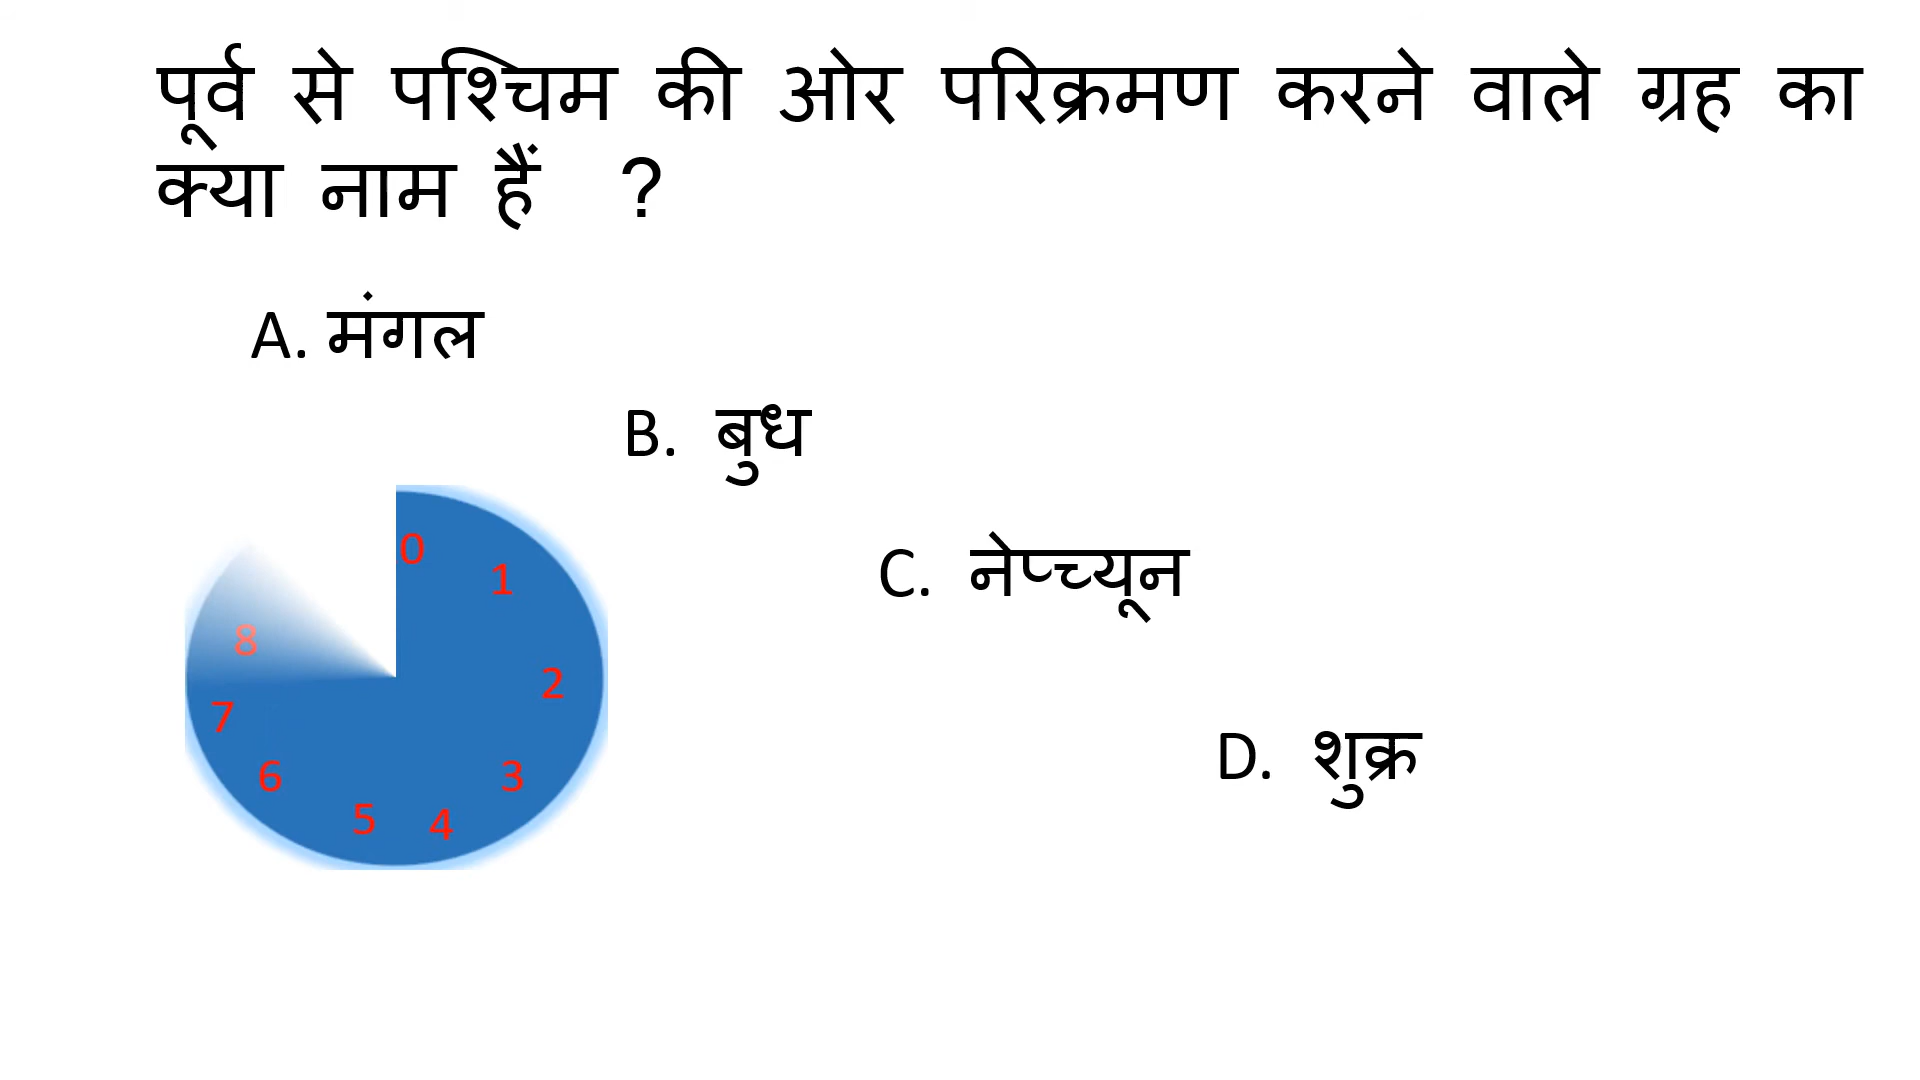 पूर्व से पश्चिम की ओर परिक्रमण करने वाले ग्रह का
क्या नाम हैं ?
A. मंगल
B. बुध
C. नेप्च्यून
D. शुक्र
0
1
2
3
4
5
6
7
8